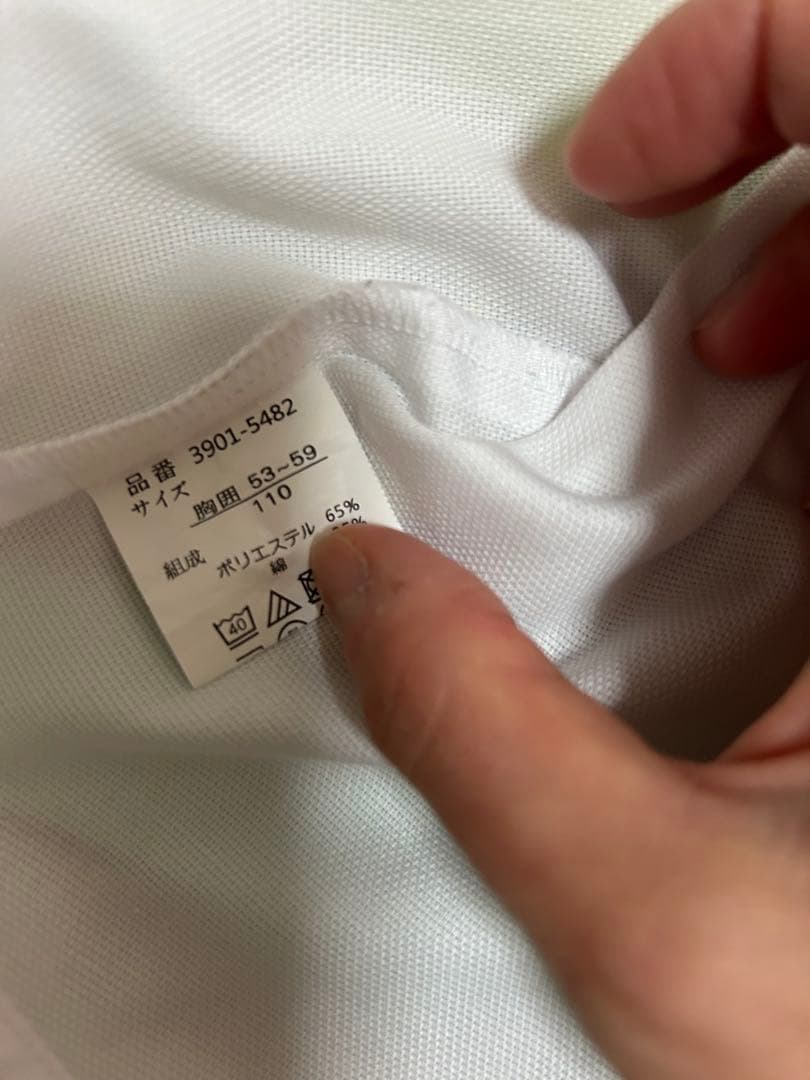 品番 3901-5482
サイズ 胸囲 53~59
110
組成 ポリエステル 65%
綿
40